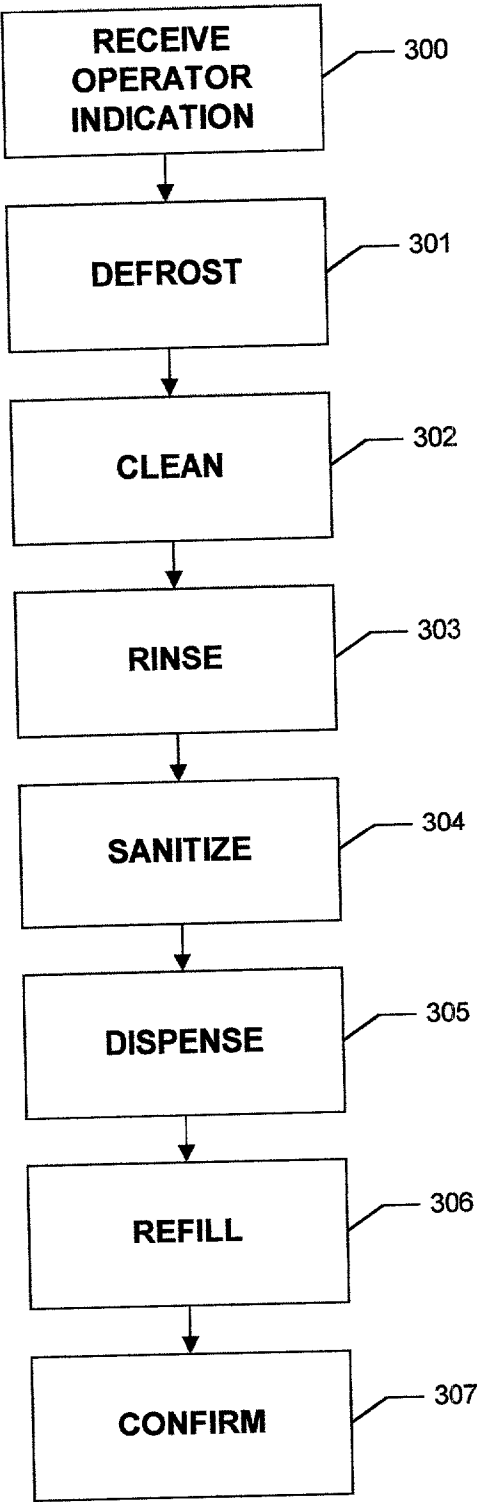 RECEIVE
OPERATOR
INDICATION
300
DEFROST
301
CLEAN
302
RINSE
303
SANITIZE
304
DISPENSE
305
REFILL
306
CONFIRM
307